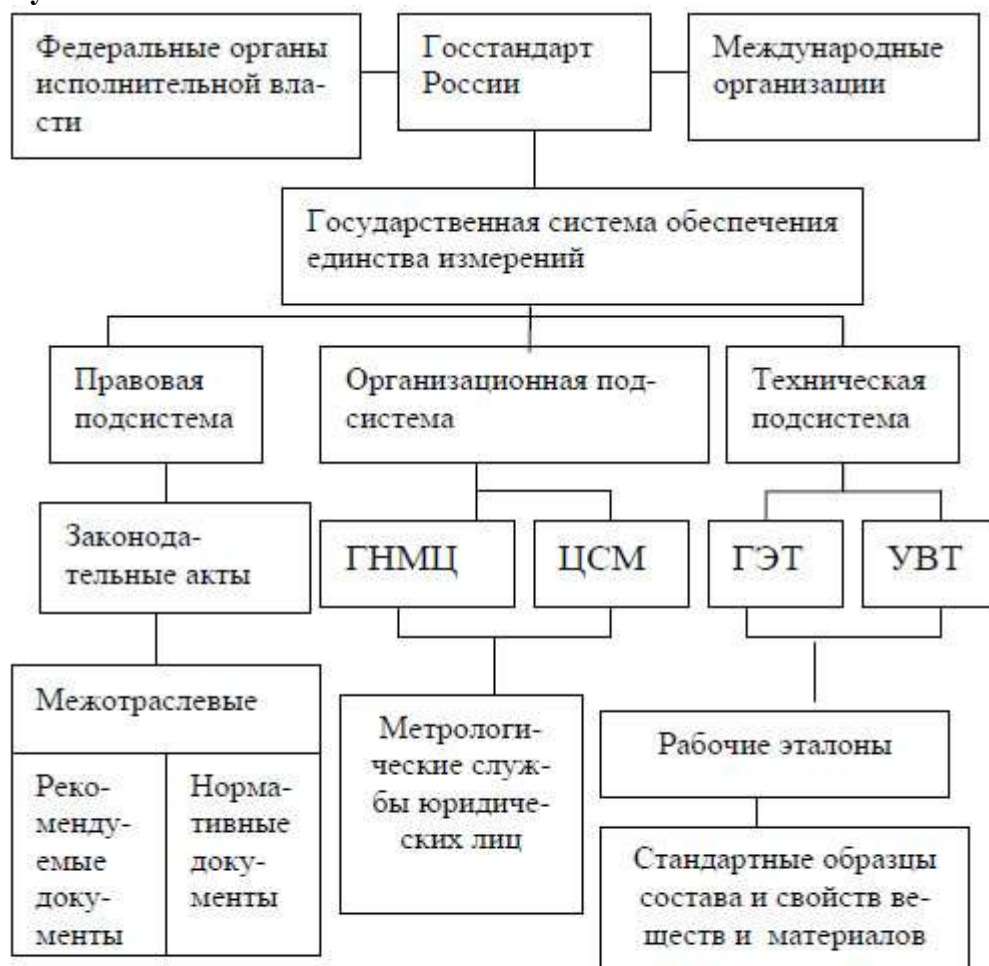 Федеральные органы
исполнительной вла-
сти
Госстандарт
России
Международные
организации
Государственная система обеспечения
единства измерений
Правовая
подсистема
Организационная под-
система
Техническая
подсистема
Законода-
тельные акты
ГНМЦ
ЦСМ
ГЭТ
УВТ
Межотраслевые
Реко-
менду-
емые
доку-
менты
Норма-
тивные
доку-
менты
Метрологи-
ческие служ-
бы юридиче-
ских лиц
Рабочие эталоны
Стандартные образцы
состава и свойств ве-
ществ и материалов